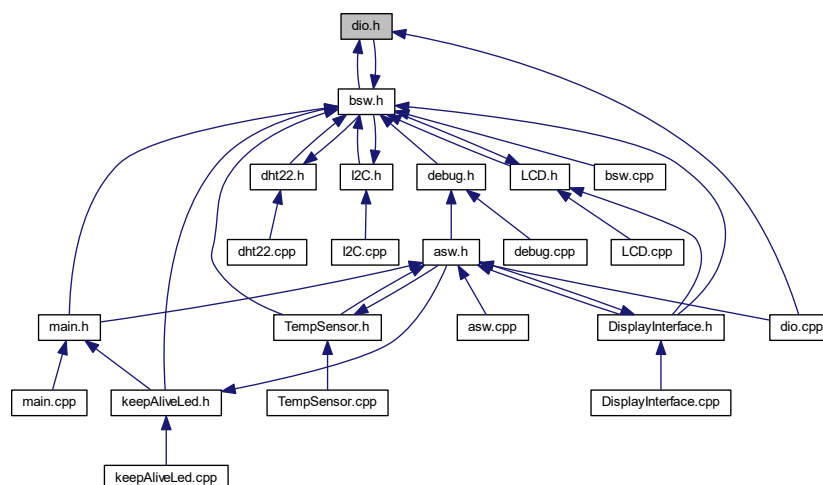 dio.h
bsw.h
dht22.h
I2C.h
debug.h
LCD.h
bsw.cpp
dht22.cpp
I2C.cpp
asw.h
debug.cpp
LCD.cpp
main.h
TempSensor.h
asw.cpp
DisplayInterface.h
dio.cpp
main.cpp
keepAliveLed.h
TempSensor.cpp
DisplayInterface.cpp
keepAliveLed.cpp